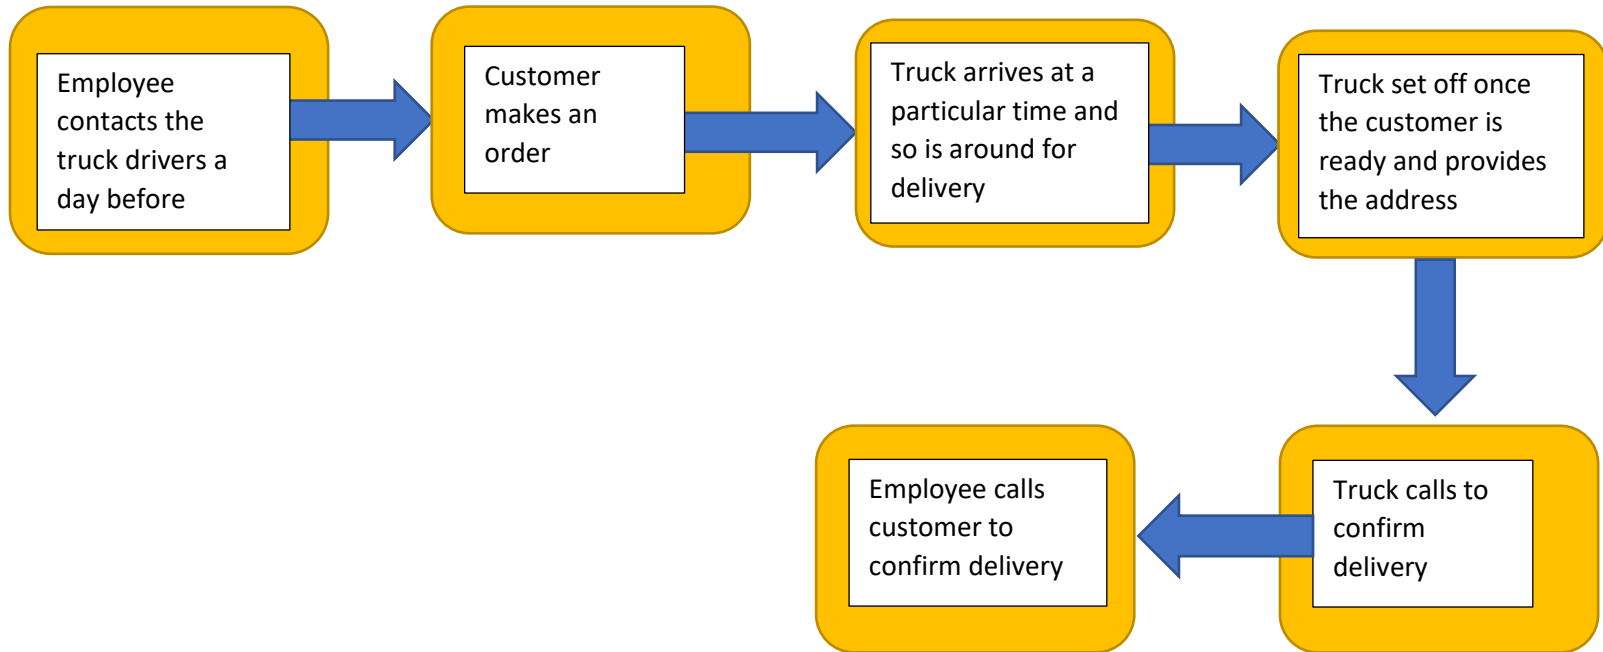 Employee
contacts the
truck drivers a
day before
Customer
makes an
order
Truck arrives at a
particular time and
so is around for
delivery
Truck set off once
the customer is
ready and provides
the address
Truck calls to
confirm
delivery
Employee calls
customer to
confirm delivery